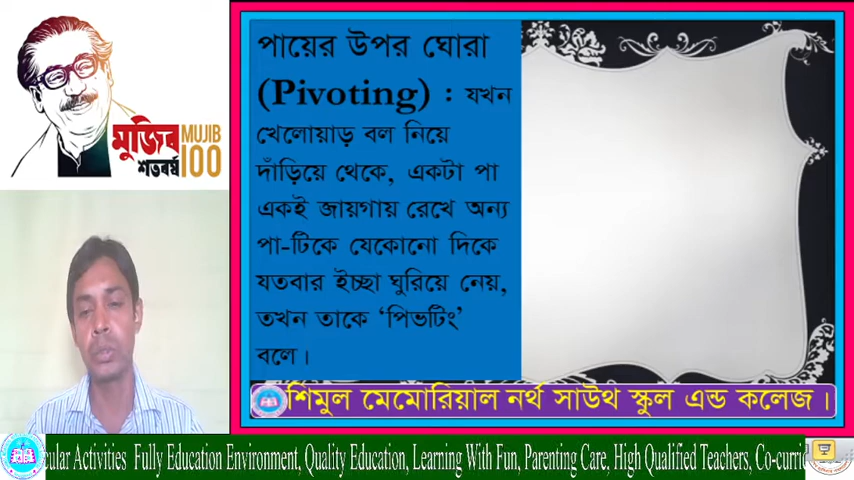 মুজিব MUJIB
শতবর্ষ 100
পায়ের উপর ঘোরা
(Pivoting) : যখন
খেলোয়াড় বল নিয়ে
দাঁড়িয়ে থেকে, একটা পা
একই জায়গায় রেখে অন্য
পা-টিকে যেকোনো দিকে
যতবার ইচ্ছা ঘুরিয়ে নেয়,
তখন তাকে ‘পিভটিং’
বলে।
শিমুল মেমোরিয়াল নর্থ সাউথ স্কুল এন্ড কলেজ।
cular Activities Fully Education Environment, Quality Education, Learning With Fun, Parenting Care, High Qualified Teachers, Co-curric